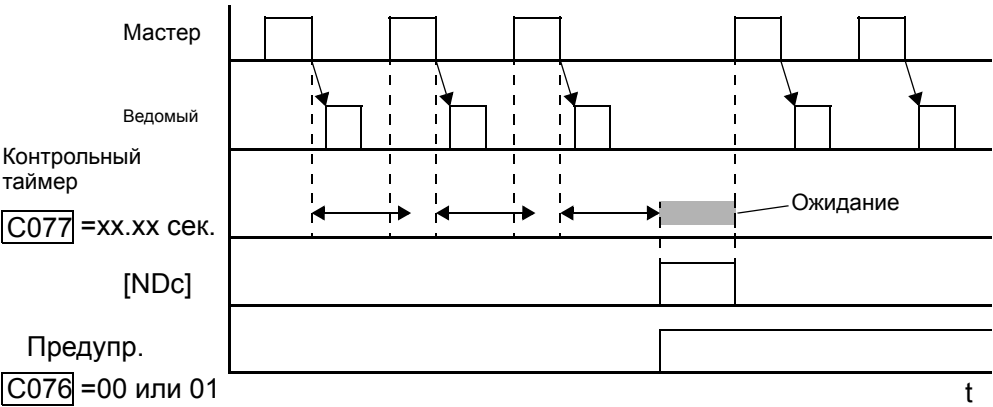 Мастер
Ведомый
Контрольный
таймер
C077 =xx.xx сек.
Ожидание
[NDc]
Предупр.
C076 =00 или 01
t